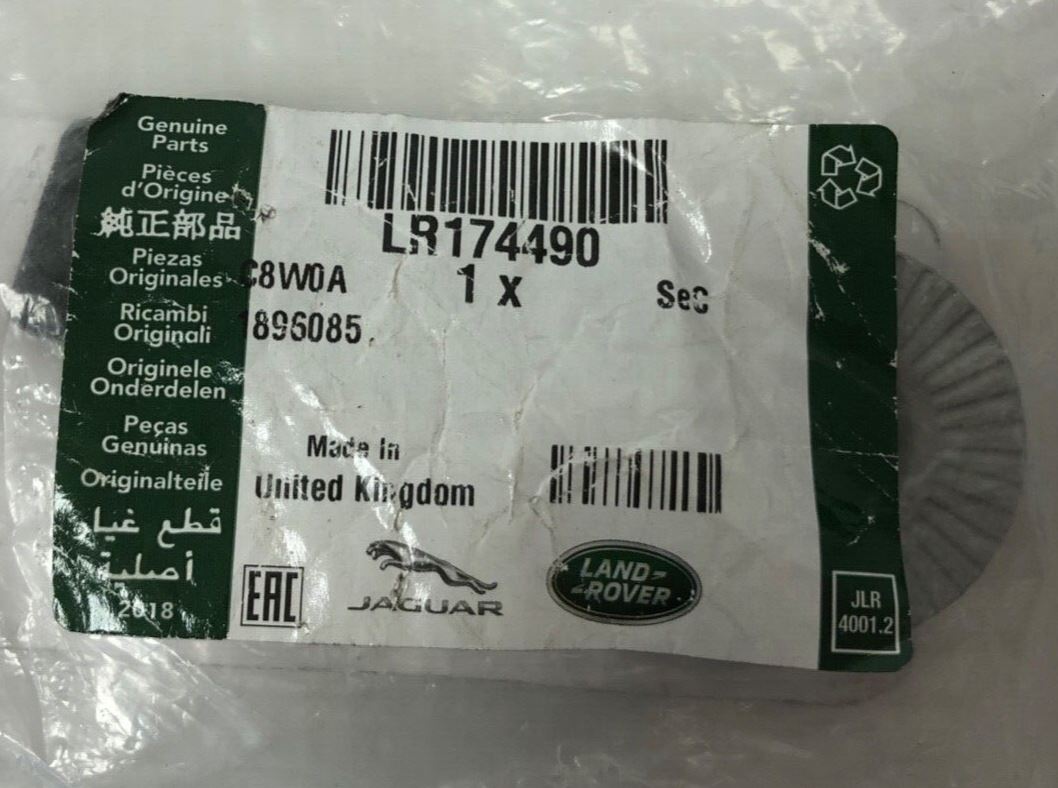 Genuine
Parts
Pièces
d'Origine
純正部品
Piezas
Originales
Ricambi
Originali
Originele
Onderdelen
Peças
Genuinas
Originalteile
قطع غيا
أصلية
2018
LR174490
C8W0A
1 X
Sec
1896085
Made In
United Kingdom
EAC
JAGUAR
LAND-
-ROVER
JLR
4001.2